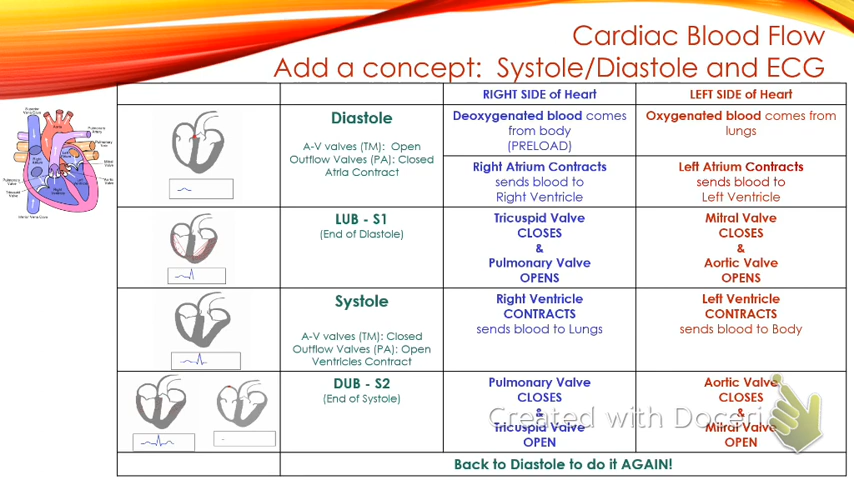 Cardiac Blood Flow
Add a concept: Systole/Diastole and ECG
RIGHT SIDE of Heart
LEFT SIDE of Heart
Diastole
A-V valves (TM): Open
Outflow Valves (PA): Closed
Atria Contract
Deoxygenated blood comes
from body
(PRELOAD)
Oxygenated blood comes from
lungs
Right Atrium Contracts
sends blood to
Right Ventricle
Left Atrium Contracts
sends blood to
Left Ventricle
LUB - S1
(End of Diastole)
Tricuspid Valve
CLOSES
&
Pulmonary Valve
OPENS
Mitral Valve
CLOSES
&
Aortic Valve
OPENS
Systole
A-V valves (TM): Closed
Outflow Valves (PA): Open
Ventricles Contract
Right Ventricle
CONTRACTS
sends blood to Lungs
Left Ventricle
CONTRACTS
sends blood to Body
DUB - S2
(End of Systole)
Pulmonary Valve
CLOSES
&
Tricuspid Valve
OPEN
Aortic Valve
CLOSES
&
Mitral Valve
OPEN
Created with Doceri
Back to Diastole to do it AGAIN!